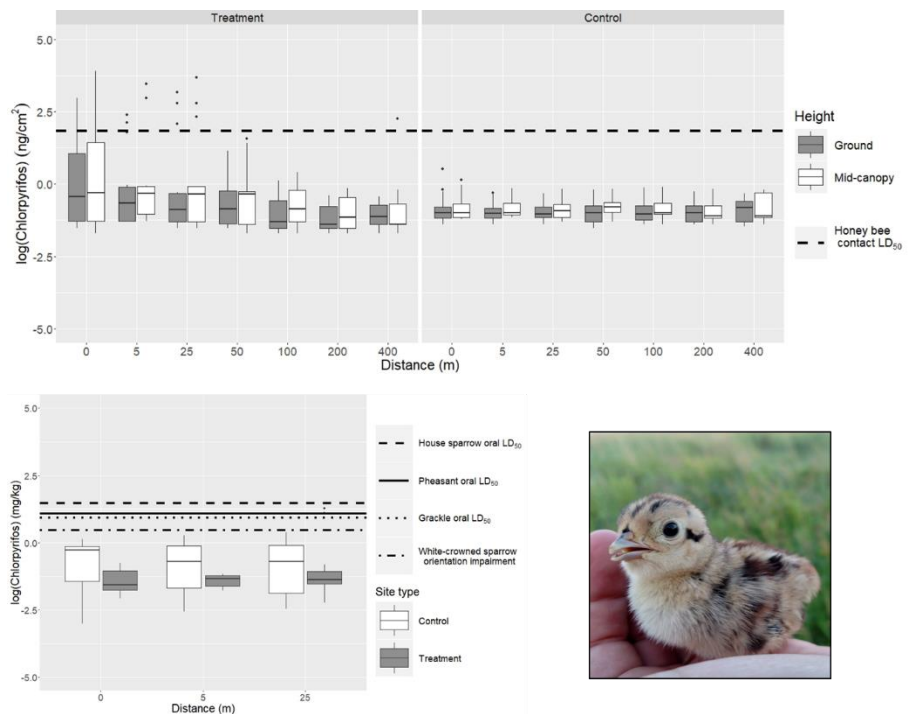 Treatment
Control
5.0
2.5
0.0
-2.5
-5.0
log(Chlorpyrifos) (ng/cm²)
0 5 25 50 100 200 400
0 5 25 50 100 200 400
Distance (m)
Height
Ground
Mid-canopy
Honey bee
contact LD₅₀
5.0
2.5
0.0
-2.5
-5.0
log(Chlorpyrifos) (mg/kg)
0 5 25
Distance (m)
House sparrow oral LD₅₀
Pheasant oral LD₅₀
Grackle oral LD₅₀
White-crowned sparrow
orientation impairment
Site type
Control
Treatment